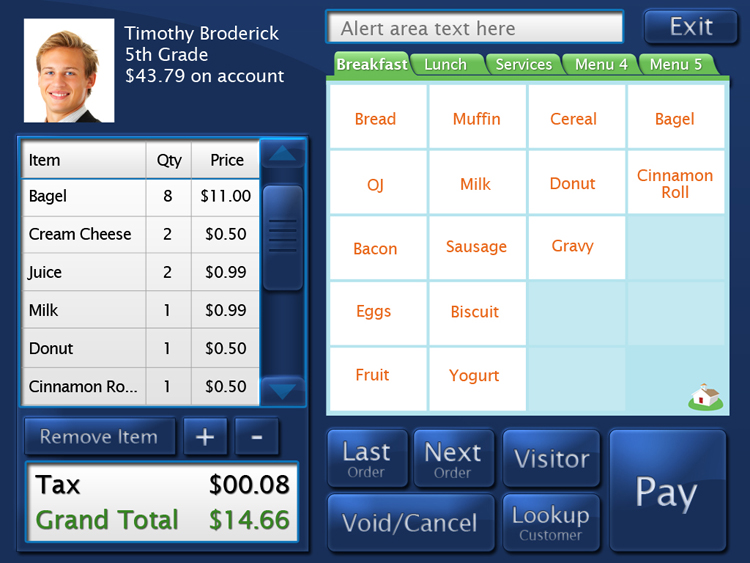 Timothy Broderick
5th Grade
$43.79 on account
Alert area text here
Exit
Breakfast Lunch Services Menu 4 Menu 5
Bread Muffin Cereal Bagel
OJ Milk Donut Cinnamon Roll
Bacon Sausage Gravy
Eggs Biscuit
Fruit Yogurt
Item Qty Price
Bagel 8 $11.00
Cream Cheese 2 $0.50
Juice 2 $0.99
Milk 1 $0.99
Donut 1 $0.50
Cinnamon Ro... 1 $0.50
Remove Item + -
Tax $00.08
Grand Total $14.66
Last Order
Next Order
Visitor
Void/Cancel
Lookup Customer
Pay